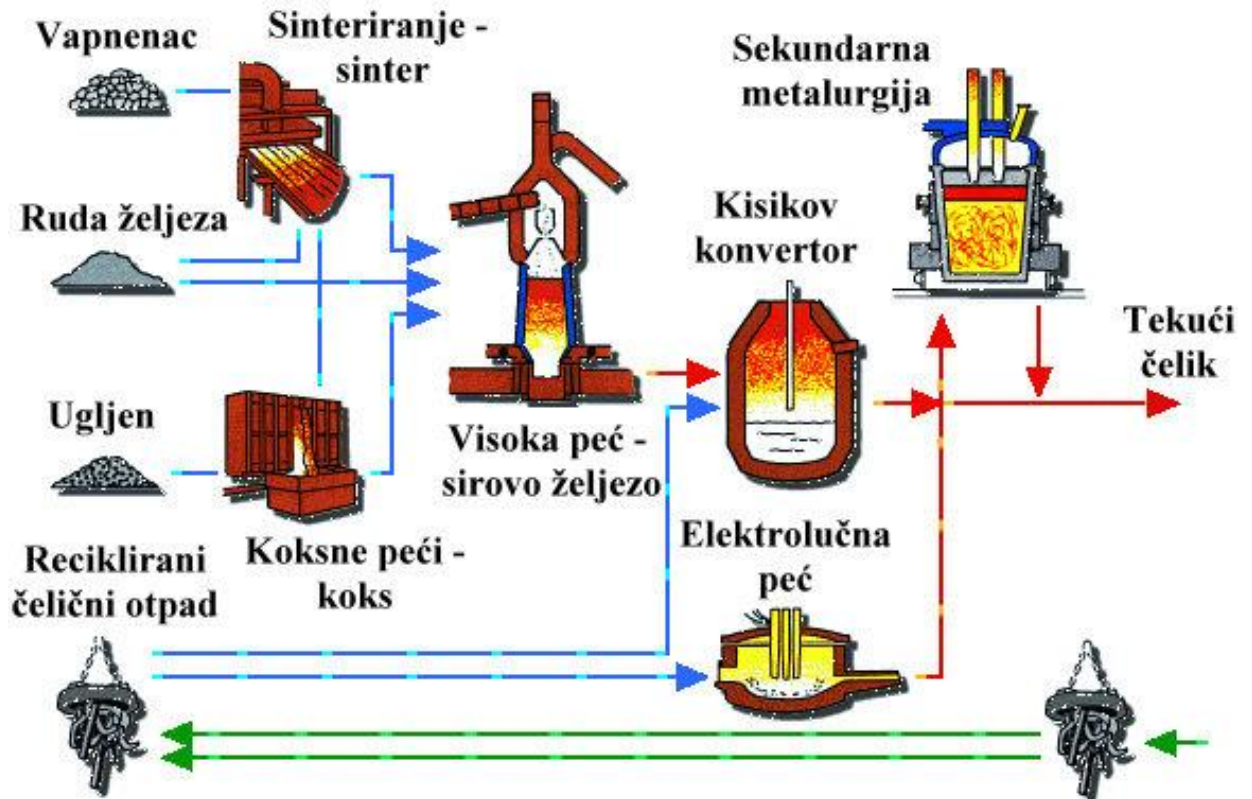 Vapnenac
Sinteriranje -
sinter
Sekundarna
metalurgija
Ruda željeza
Kisikov
konvertor
Tekući
čelik
Ugljen
Visoka peć -
sirovo željezo
Koksne peći -
koks
Elektrolučna
peć
Reciklirani
čelični otpad